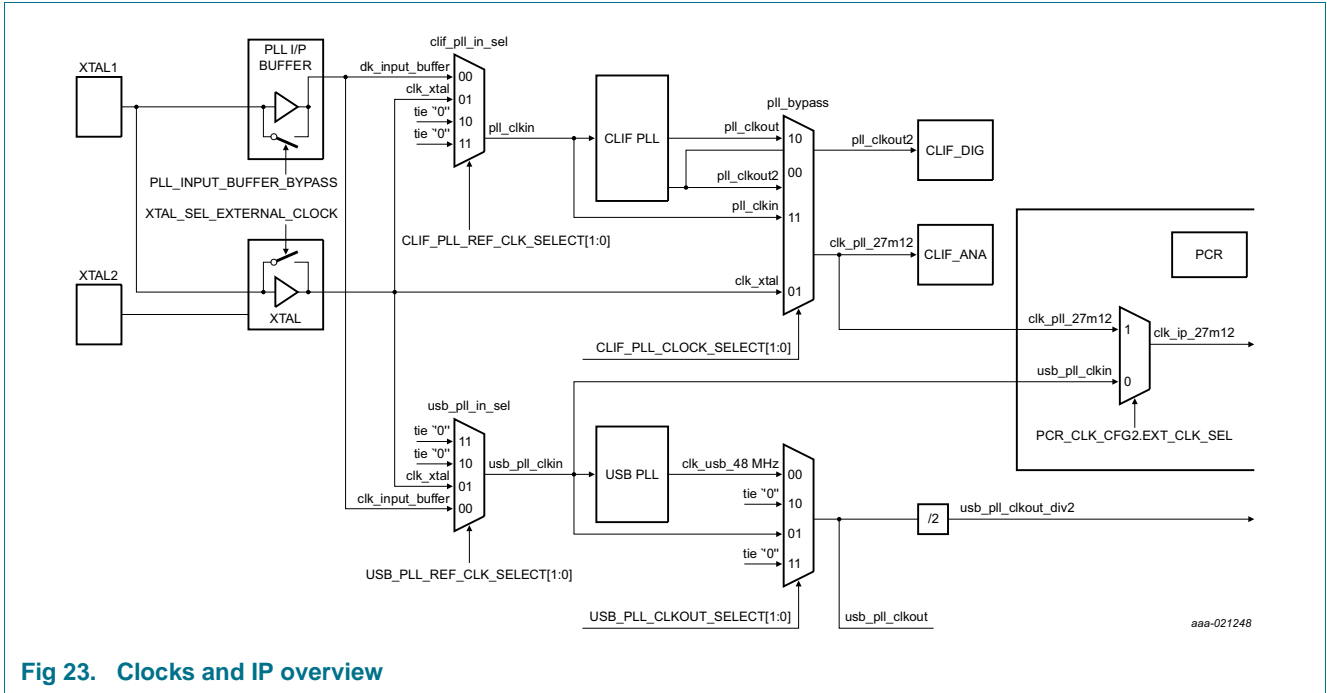 XTAL1
PLL I/P
BUFFER
PLL_INPUT_BUFFER_BYPASS
XTAL_SEL_EXTERNAL_CLOCK
XTAL2
XTAL
clif_pll_in_sel
dk_input_buffer
00
clk_xtal
01
tie `'0"
10
tie `'0"
11
pll_clkin
CLIF_PLL_REF_CLK_SELECT[1:0]
CLIF PLL
pll_bypass
pll_clkout
10
00
pll_clkout2
pll_clkin
11
clk_xtal
01
CLIF_PLL_CLOCK_SELECT[1:0]
pll_clkout2
CLIF_DIG
clk_pll_27m12
CLIF_ANA
PCR
clk_pll_27m12
1
clk_ip_27m12
usb_pll_clkin
0
PCR_CLK_CFG2.EXT_CLK_SEL
usb_pll_in_sel
tie `'0"
11
tie `'0"
10
clk_xtal
01
clk_input_buffer
00
usb_pll_clkin
USB_PLL_REF_CLK_SELECT[1:0]
USB PLL
clk_usb_48 MHz
00
tie `'0"
10
01
tie `'0"
11
USB_PLL_CLKOUT_SELECT[1:0]
/2
usb_pll_clkout_div2
usb_pll_clkout
aaa-021248
Fig 23. Clocks and IP overview